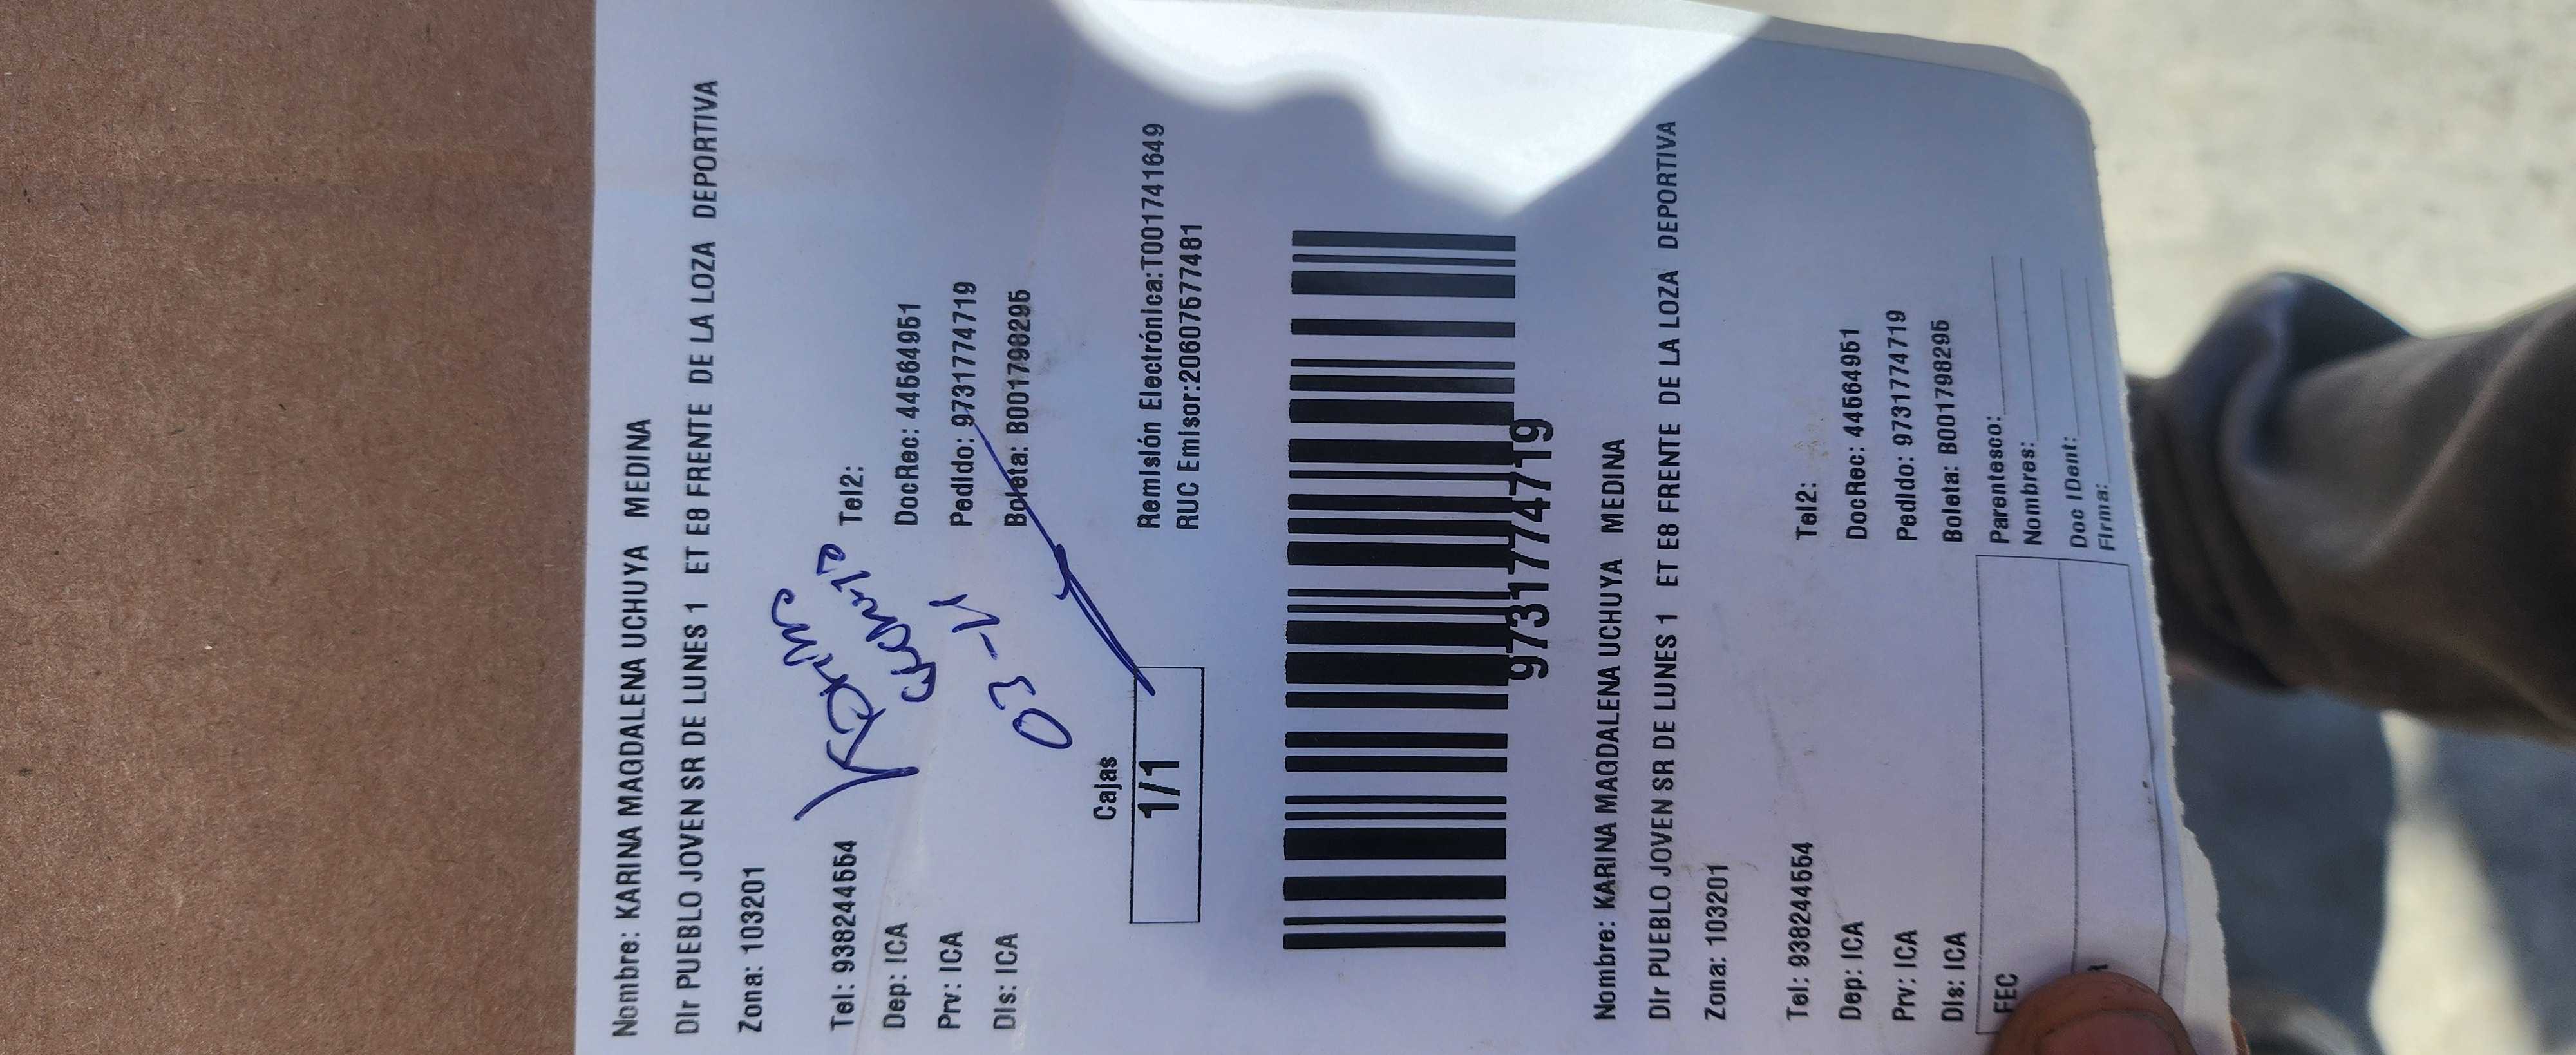 Nombre: KARINA MAGDALENA UCHUYA MEDINA
DIr PUEBLO JOVEN SR DE LUNES 1 ET E8 FRENTE DE LA LOZA DEPORTIVA
Zona: 103201
Tel: 938244554 Tel2:
Dep: ICA DocRec: 44564951
Prv: ICA Pedido: 9731774719
Dis: ICA Boleta: B001798295
03-11
Cajas
1/1
Remisión Electrónica:T001741649
RUC Emisor:20607577481
9731774719
Nombre: KARINA MAGDALENA UCHUYA MEDINA
DIr PUEBLO JOVEN SR DE LUNES 1 ET E8 FRENTE DE LA LOZA DEPORTIVA
Zona: 103201
Tel: 938244554 Tel2:
Dep: ICA DocRec: 44564951
Prv: ICA Pedido: 9731774719
Dis: ICA Boleta: B001798295
FEC Parentesco:
Nombres:
Doc IDent:
Firma: